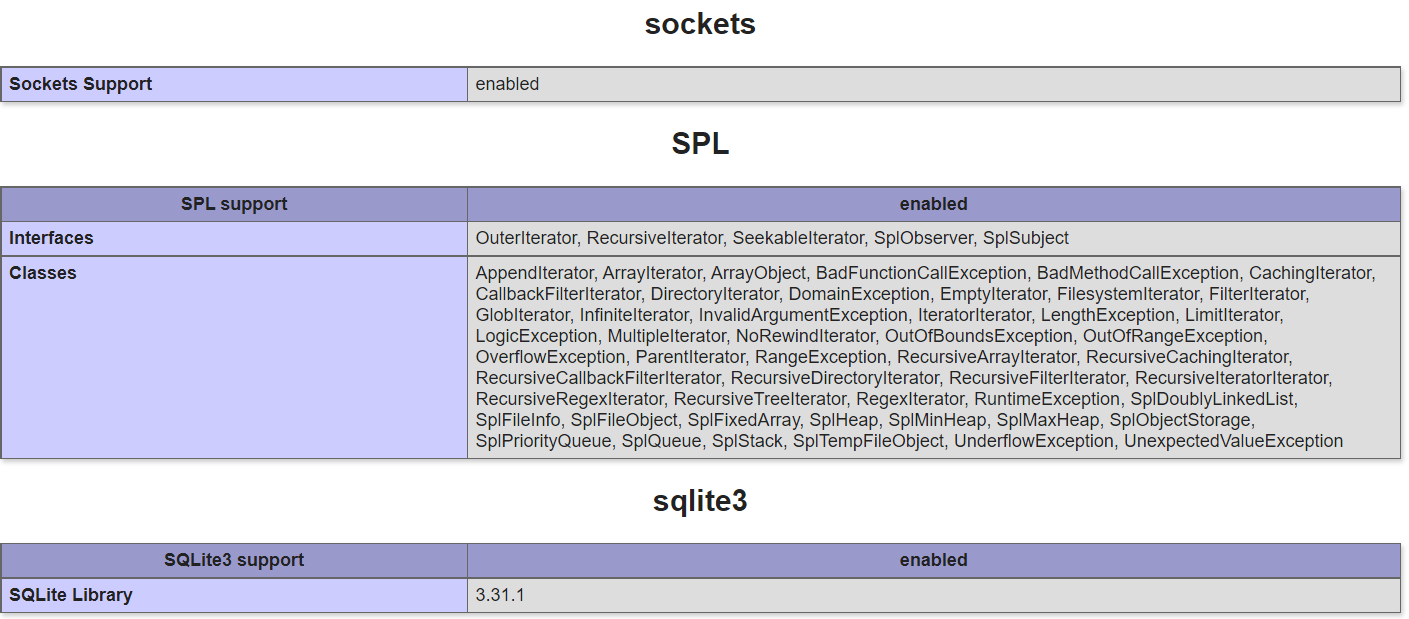 sockets
Sockets Support enabled
SPL
SPL support enabled
Interfaces OuterIterator, RecursiveIterator, SeekableIterator, SplObserver, SplSubject
Classes AppendIterator, ArrayIterator, ArrayObject, BadFunctionCallException, BadMethodCallException, CachingIterator,
CallbackFilterIterator, DirectoryIterator, DomainException, EmptyIterator, FilesystemIterator, FilterIterator,
GlobIterator, InfiniteIterator, InvalidArgumentException, IteratorIterator, LengthException, LimitIterator,
LogicException, MultipleIterator, NoRewindIterator, OutOfBoundsException, OutOfRangeException,
OverflowException, ParentIterator, RangeException, RecursiveArrayIterator, RecursiveCachingIterator,
RecursiveCallbackFilterIterator, RecursiveDirectoryIterator, RecursiveFilterIterator, RecursiveIteratorIterator,
RecursiveRegexIterator, RecursiveTreeIterator, RegexIterator, RuntimeException, SplDoublyLinkedList,
SplFileInfo, SplFileObject, SplFixedArray, SplHeap, SplMinHeap, SplMaxHeap, SplObjectStorage,
SplPriorityQueue, SplQueue, SplStack, SplTempFileObject, UnderflowException, UnexpectedValueException
sqlite3
SQLite3 support enabled
SQLite Library 3.31.1